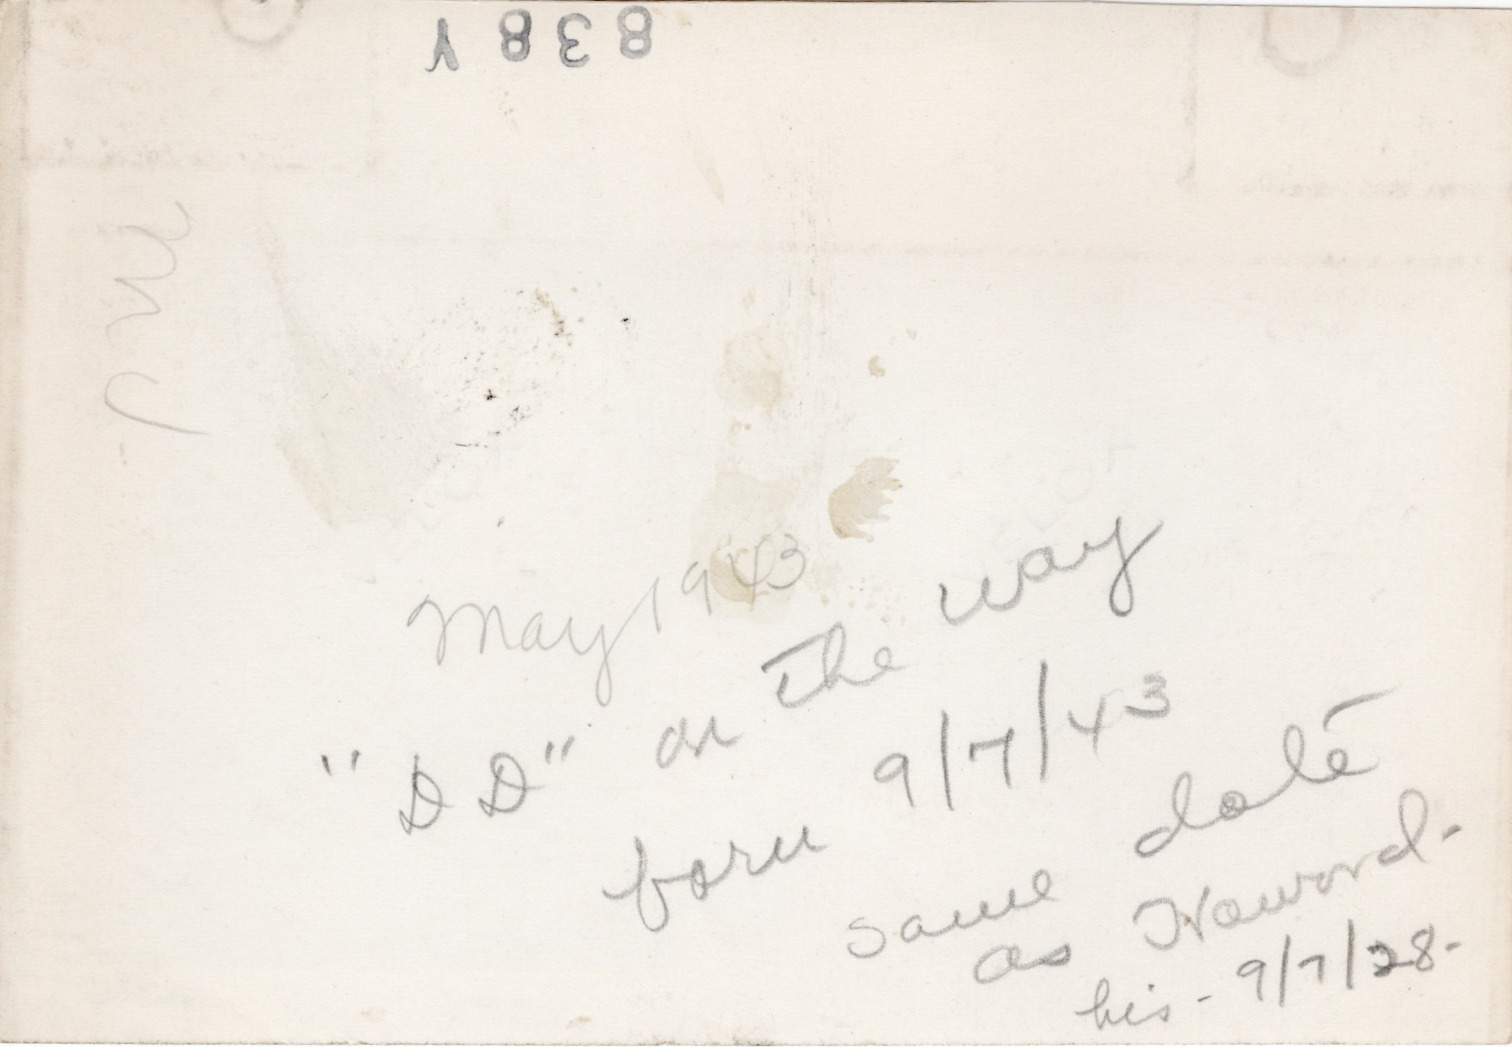 838Y
May 1943
"DD" on the way
born 9/7/43
same date
as Howard-
his - 9/7/28-